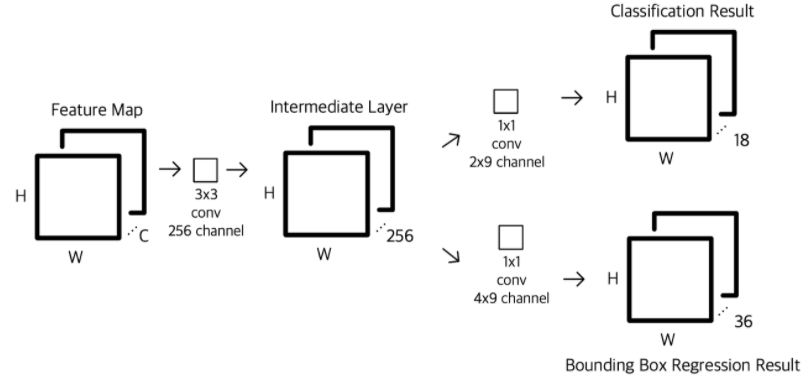 Feature Map
H
W
C
3x3
conv
256 channel
Intermediate Layer
H
W
256
1x1
conv
2x9 channel
Classification Result
H
W
18
1x1
conv
4x9 channel
H
W
36
Bounding Box Regression Result